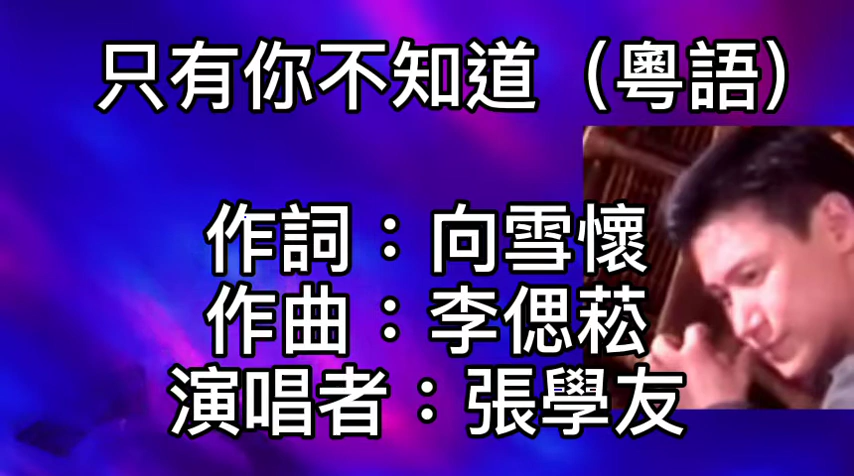 只有你不知道（粵語）
作詞：向雪懷
作曲：李偲菘
演唱者：張學友